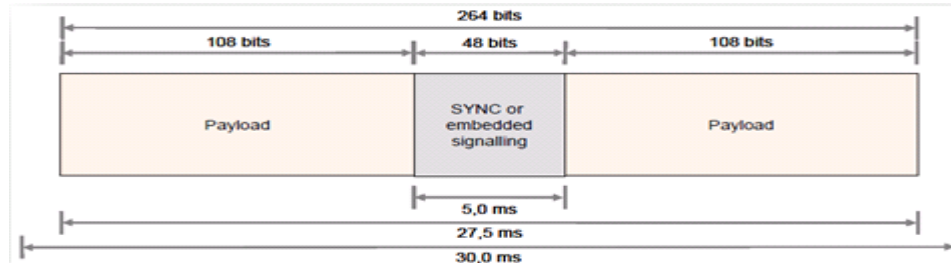 264 bits
108 bits 48 bits 108 bits
Payload
SYNC or
embedded
signalling
Payload
5,0 ms
27,5 ms
30,0 ms